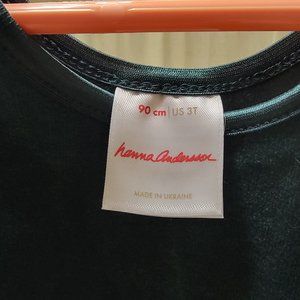 90 cm | US 3T
hanna andersson
MADE IN UKRAINE